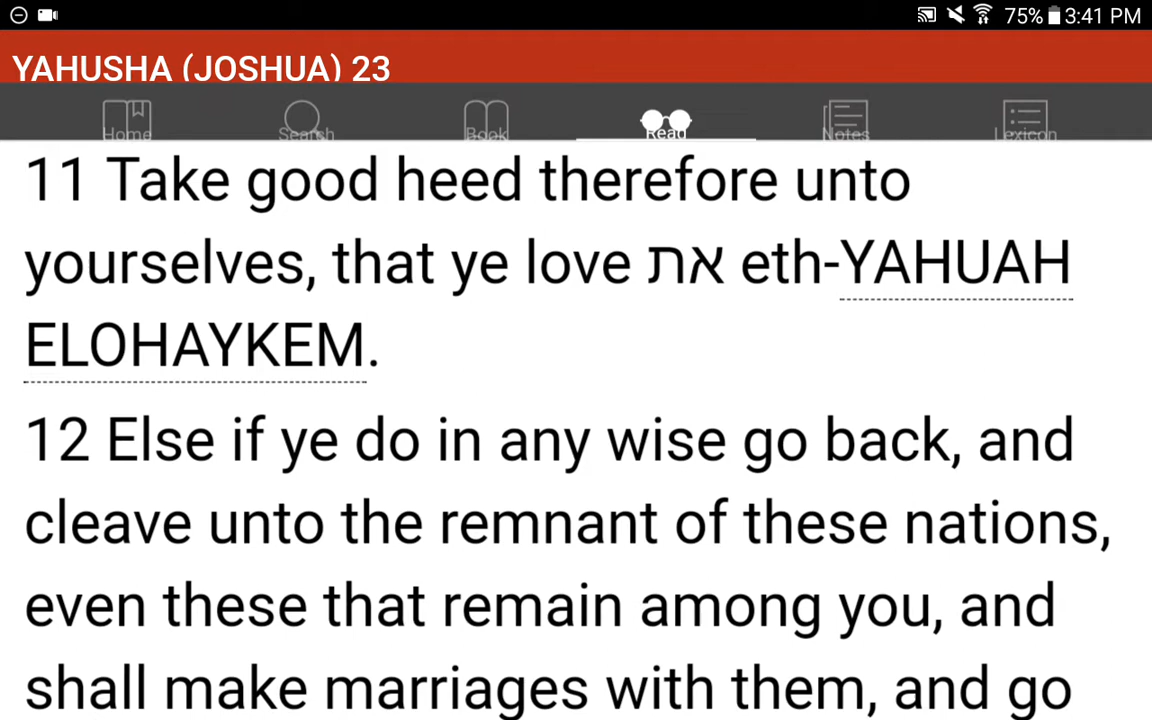 75% 3:41 PM
YAHUSHA (JOSHUA) 23
Home Search Book Read Notes Lexicon
11 Take good heed therefore unto
yourselves, that ye love את eth-YAHUAH
ELOHAYKEM.
12 Else if ye do in any wise go back, and
cleave unto the remnant of these nations,
even these that remain among you, and
shall make marriages with them, and go